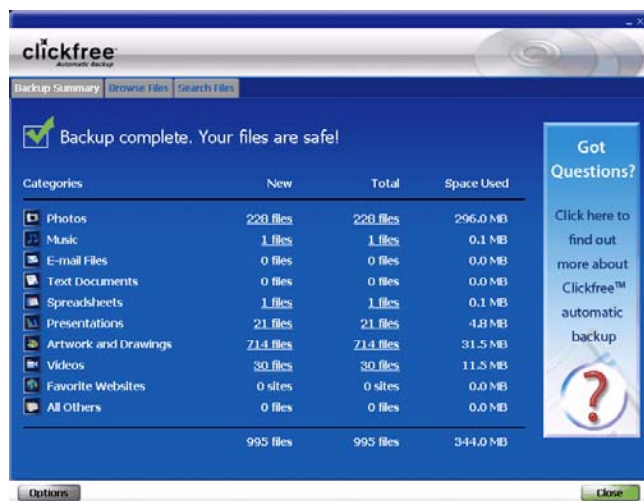 clickfree
Automatic Backup
Backup Summary Browse Files Search Files
Backup complete. Your files are safe!
Categories New Total Space Used
Photos 228 files 228 files 296.0 MB
Music 1 files 1 files 0.1 MB
E-mail Files 0 files 0 files 0.0 MB
Text Documents 0 files 0 files 0.0 MB
Spreadsheets 1 files 1 files 0.1 MB
Presentations 21 files 21 files 4.8 MB
Artwork and Drawings 714 files 714 files 31.5 MB
Videos 30 files 30 files 11.5 MB
Favorite Websites 0 sites 0 sites 0.0 MB
All Others 0 files 0 files 0.0 MB
995 files 995 files 344.0 MB
Got
Questions?
Click here to
find out
more about
Clickfree™
automatic
backup
?
Options Close